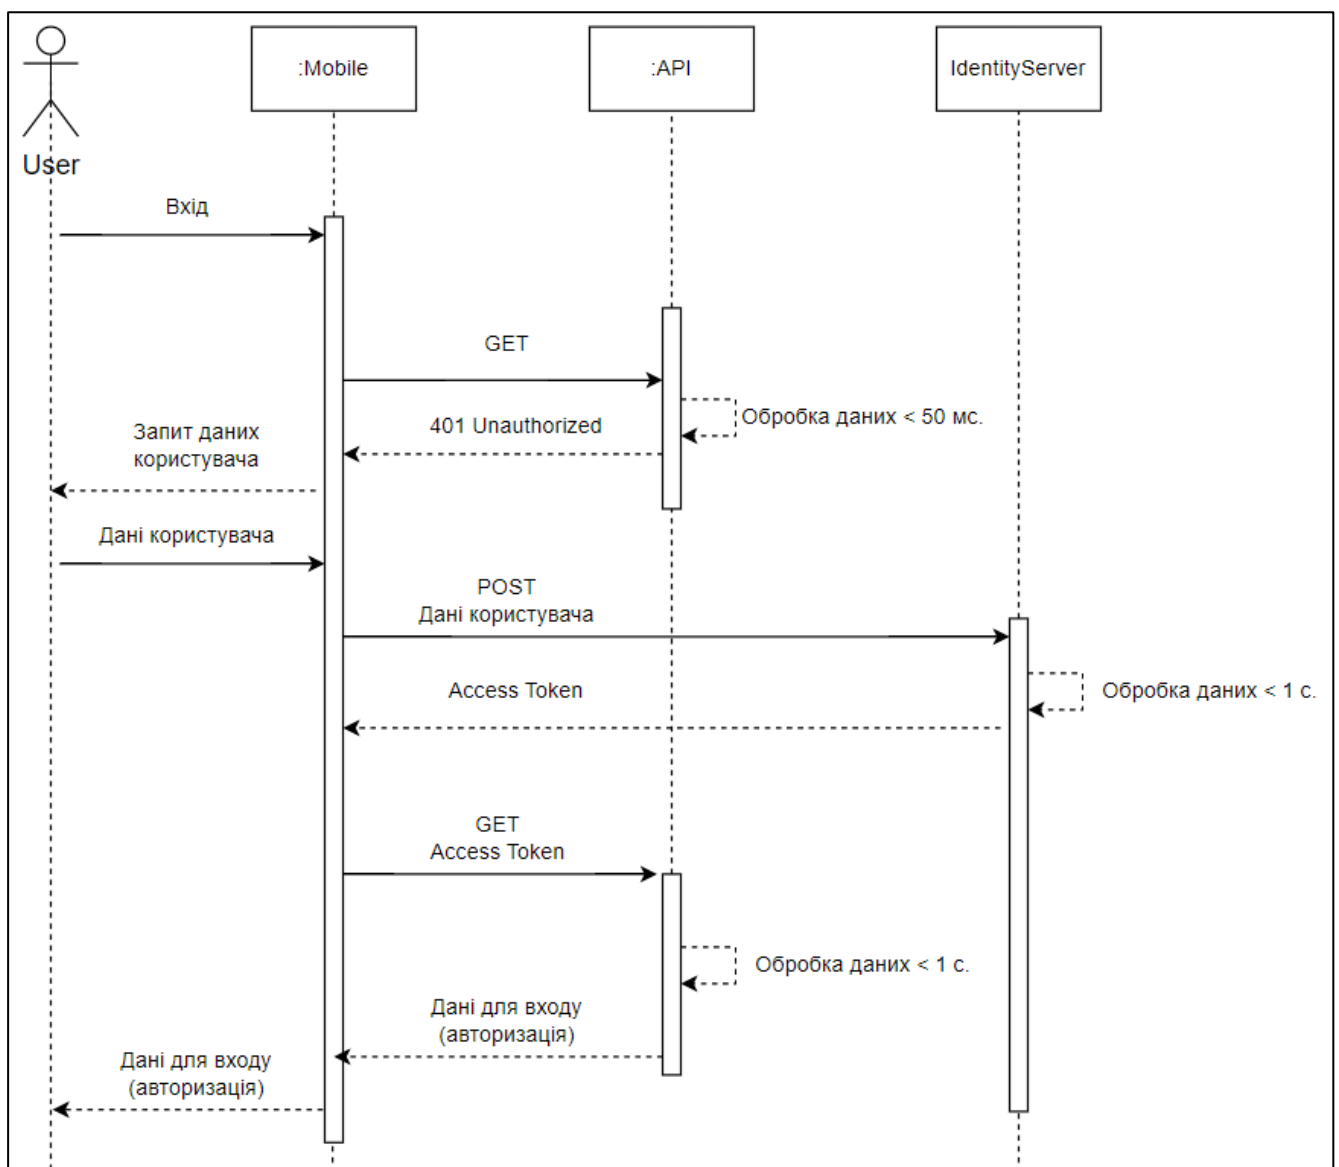 :Mobile
:API
IdentityServer
User
Вхід
GET
Обробка даних < 50 мс.
401 Unauthorized
Запит даних
користувача
Дані користувача
POST
Дані користувача
Access Token
Обробка даних < 1 с.
GET
Access Token
Обробка даних < 1 с.
Дані для входу
(авторизація)
Дані для входу
(авторизація)